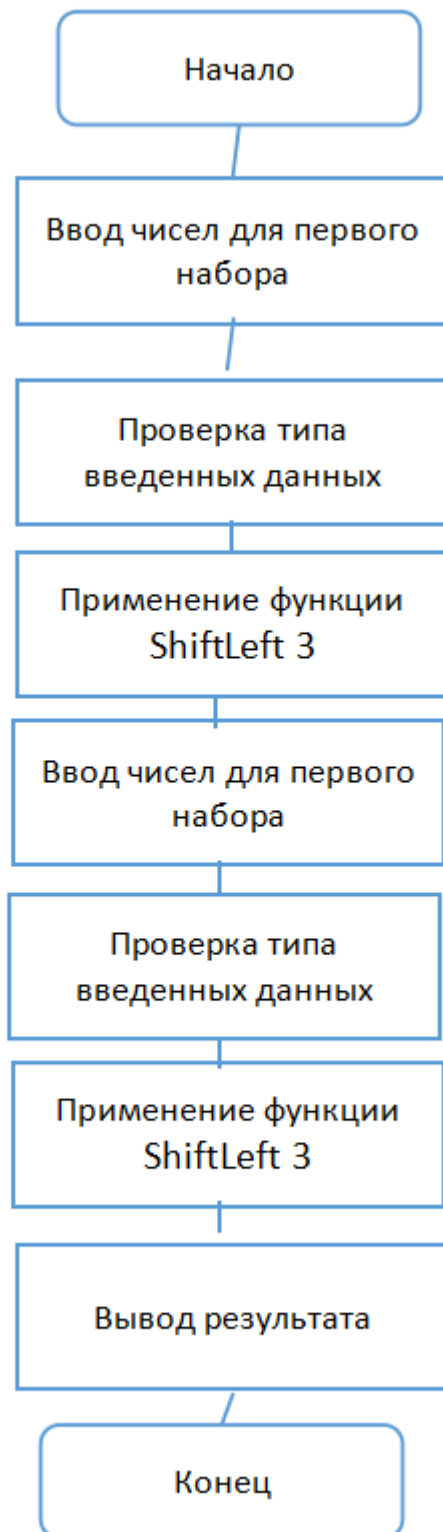 Начало
Ввод чисел для первого
набора
Проверка типа
введенных данных
Применение функции
ShiftLeft 3
Ввод чисел для первого
набора
Проверка типа
введенных данных
Применение функции
ShiftLeft 3
Вывод результата
Конец